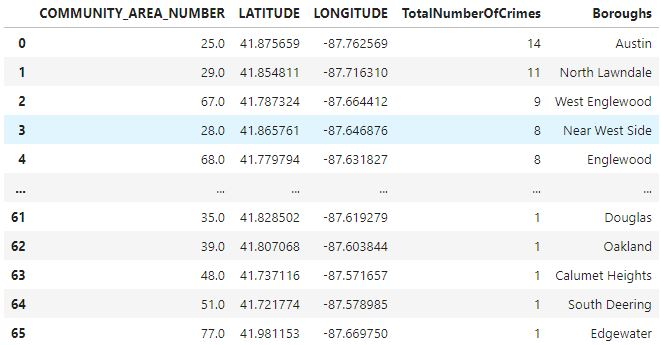 COMMUNITY_AREA_NUMBER LATITUDE LONGITUDE TotalNumberOfCrimes Boroughs
0 25.0 41.875659 -87.762569 14 Austin
1 29.0 41.854811 -87.716310 11 North Lawndale
2 67.0 41.787324 -87.664412 9 West Englewood
3 28.0 41.865761 -87.646876 8 Near West Side
4 68.0 41.779794 -87.631827 8 Englewood
... ... ... ... ... ...
61 35.0 41.828502 -87.619279 1 Douglas
62 39.0 41.807068 -87.603844 1 Oakland
63 48.0 41.737116 -87.571657 1 Calumet Heights
64 51.0 41.721774 -87.578985 1 South Deering
65 77.0 41.981153 -87.669750 1 Edgewater